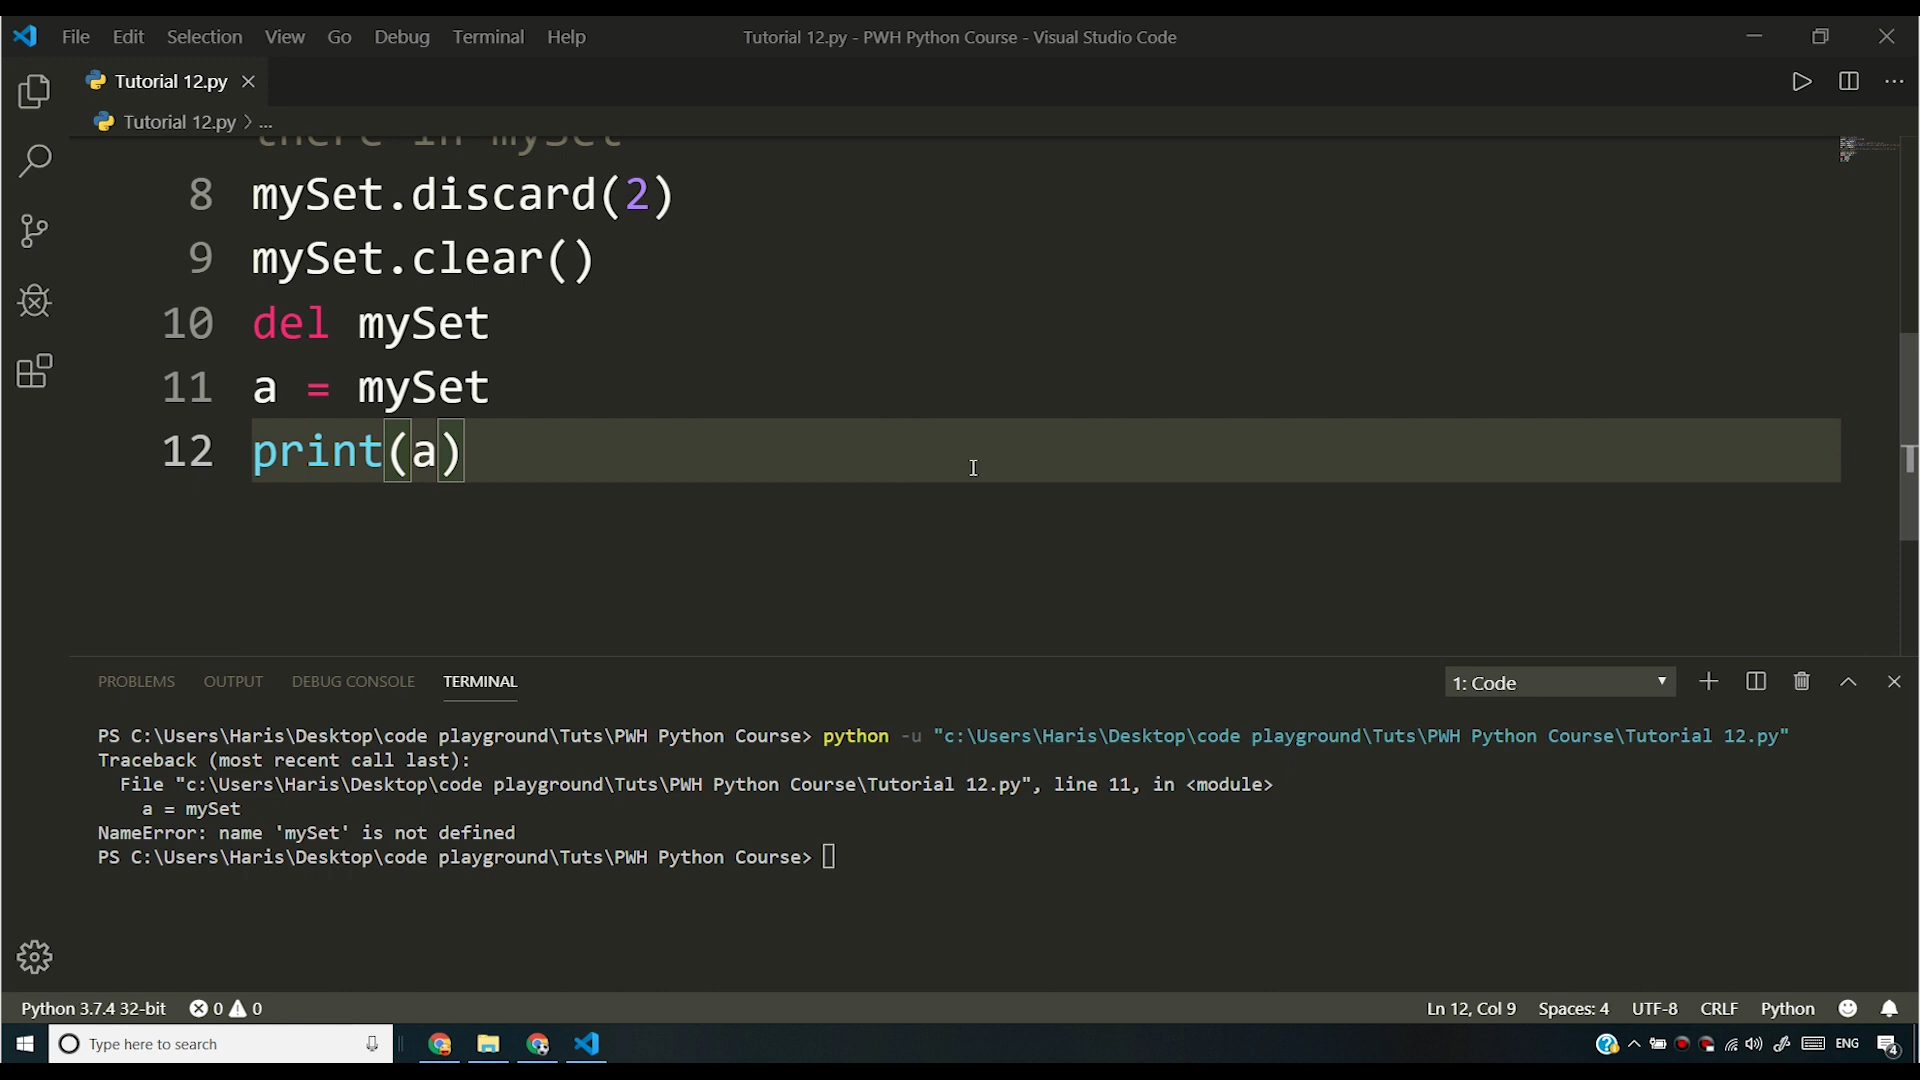 File Edit Selection View Go Debug Terminal Help
Tutorial 12.py - PWH Python Course - Visual Studio Code
Tutorial 12.py
Tutorial 12.py > ...
there in mySet
8 mySet.discard(2)
9 mySet.clear()
10 del mySet
11 a = mySet
12 print(a)
PROBLEMS OUTPUT DEBUG CONSOLE TERMINAL
1: Code
PS C:\Users\Haris\Desktop\code playground\Tuts\PWH Python Course> python -u "c:\Users\Haris\Desktop\code playground\Tuts\PWH Python Course\Tutorial 12.py"
Traceback (most recent call last):
File "c:\Users\Haris\Desktop\code playground\Tuts\PWH Python Course\Tutorial 12.py", line 11, in <module>
a = mySet
NameError: name 'mySet' is not defined
PS C:\Users\Haris\Desktop\code playground\Tuts\PWH Python Course>
Python 3.7.4 32-bit 0 0
Ln 12, Col 9 Spaces: 4 UTF-8 CRLF Python
Type here to search
ENG
4